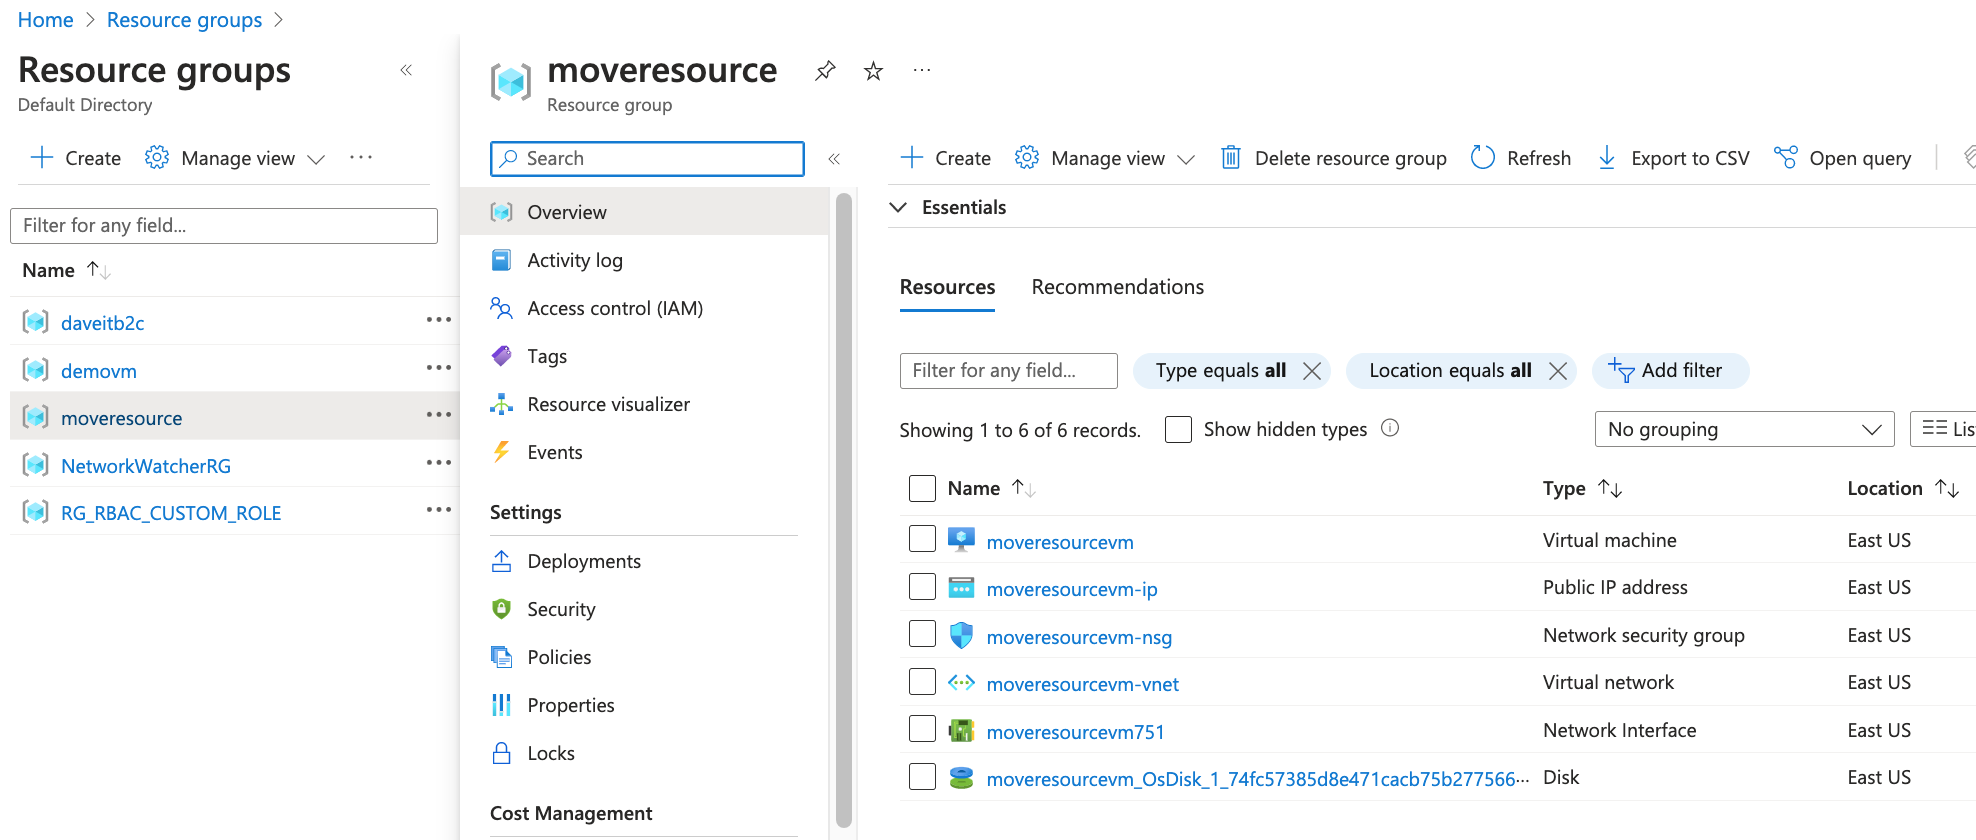 Home > Resource groups >
Resource groups
Default Directory
Create Manage view ...
Filter for any field...
Name
daveitb2c
demovm
moveresource
NetworkWatcherRG
RG_RBAC_CUSTOM_ROLE
moveresource
Resource group
Search
Overview
Activity log
Access control (IAM)
Tags
Resource visualizer
Events
Settings
Deployments
Security
Policies
Properties
Locks
Cost Management
Create Manage view Delete resource group Refresh Export to CSV Open query
Essentials
Resources Recommendations
Filter for any field... Type equals all Location equals all Add filter
Showing 1 to 6 of 6 records. Show hidden types No grouping Lis
Name Type Location
moveresourcevm Virtual machine East US
moveresourcevm-ip Public IP address East US
moveresourcevm-nsg Network security group East US
moveresourcevm-vnet Virtual network East US
moveresourcevm751 Network Interface East US
moveresourcevm_OsDisk_1_74fc57385d8e471cacb75b277566... Disk East US